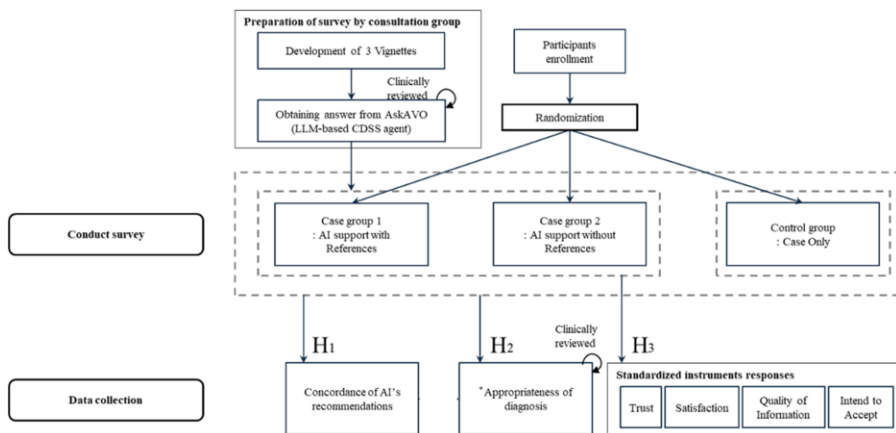 Preparation of survey by consultation group
Development of 3 Vignettes
Clinically
reviewed
Obtaining answer from AskAVO
(LLM-based CDSS agent)
Participants
enrollment
Randomization
Conduct survey
Case group 1
: AI support with
References
Case group 2
: AI support without
References
Control group
: Case Only
H1
H2
Clinically
reviewed
H3
Data collection
Concordance of AI's
recommendations
*Appropriateness of
diagnosis
Standardized instruments responses
Trust
Satisfaction
Quality of
Information
Intend to
Accept